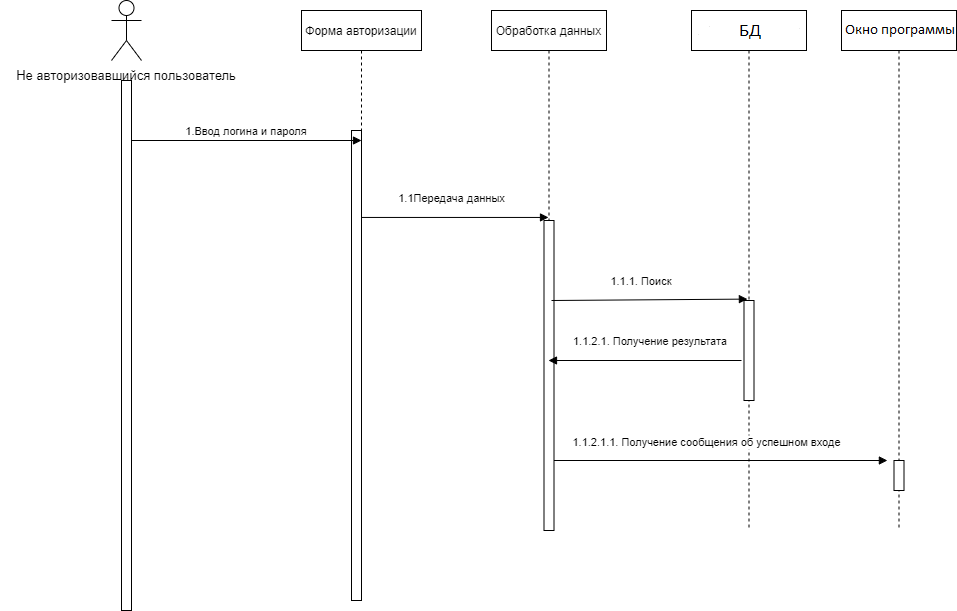 Форма авторизации
Обработка данных
БД
Окно программы
Не авторизовавшийся пользователь
1.Ввод логина и пароля
1.1Передача данных
1.1.1. Поиск
1.1.2.1. Получение результата
1.1.2.1.1. Получение сообщения об успешном входе